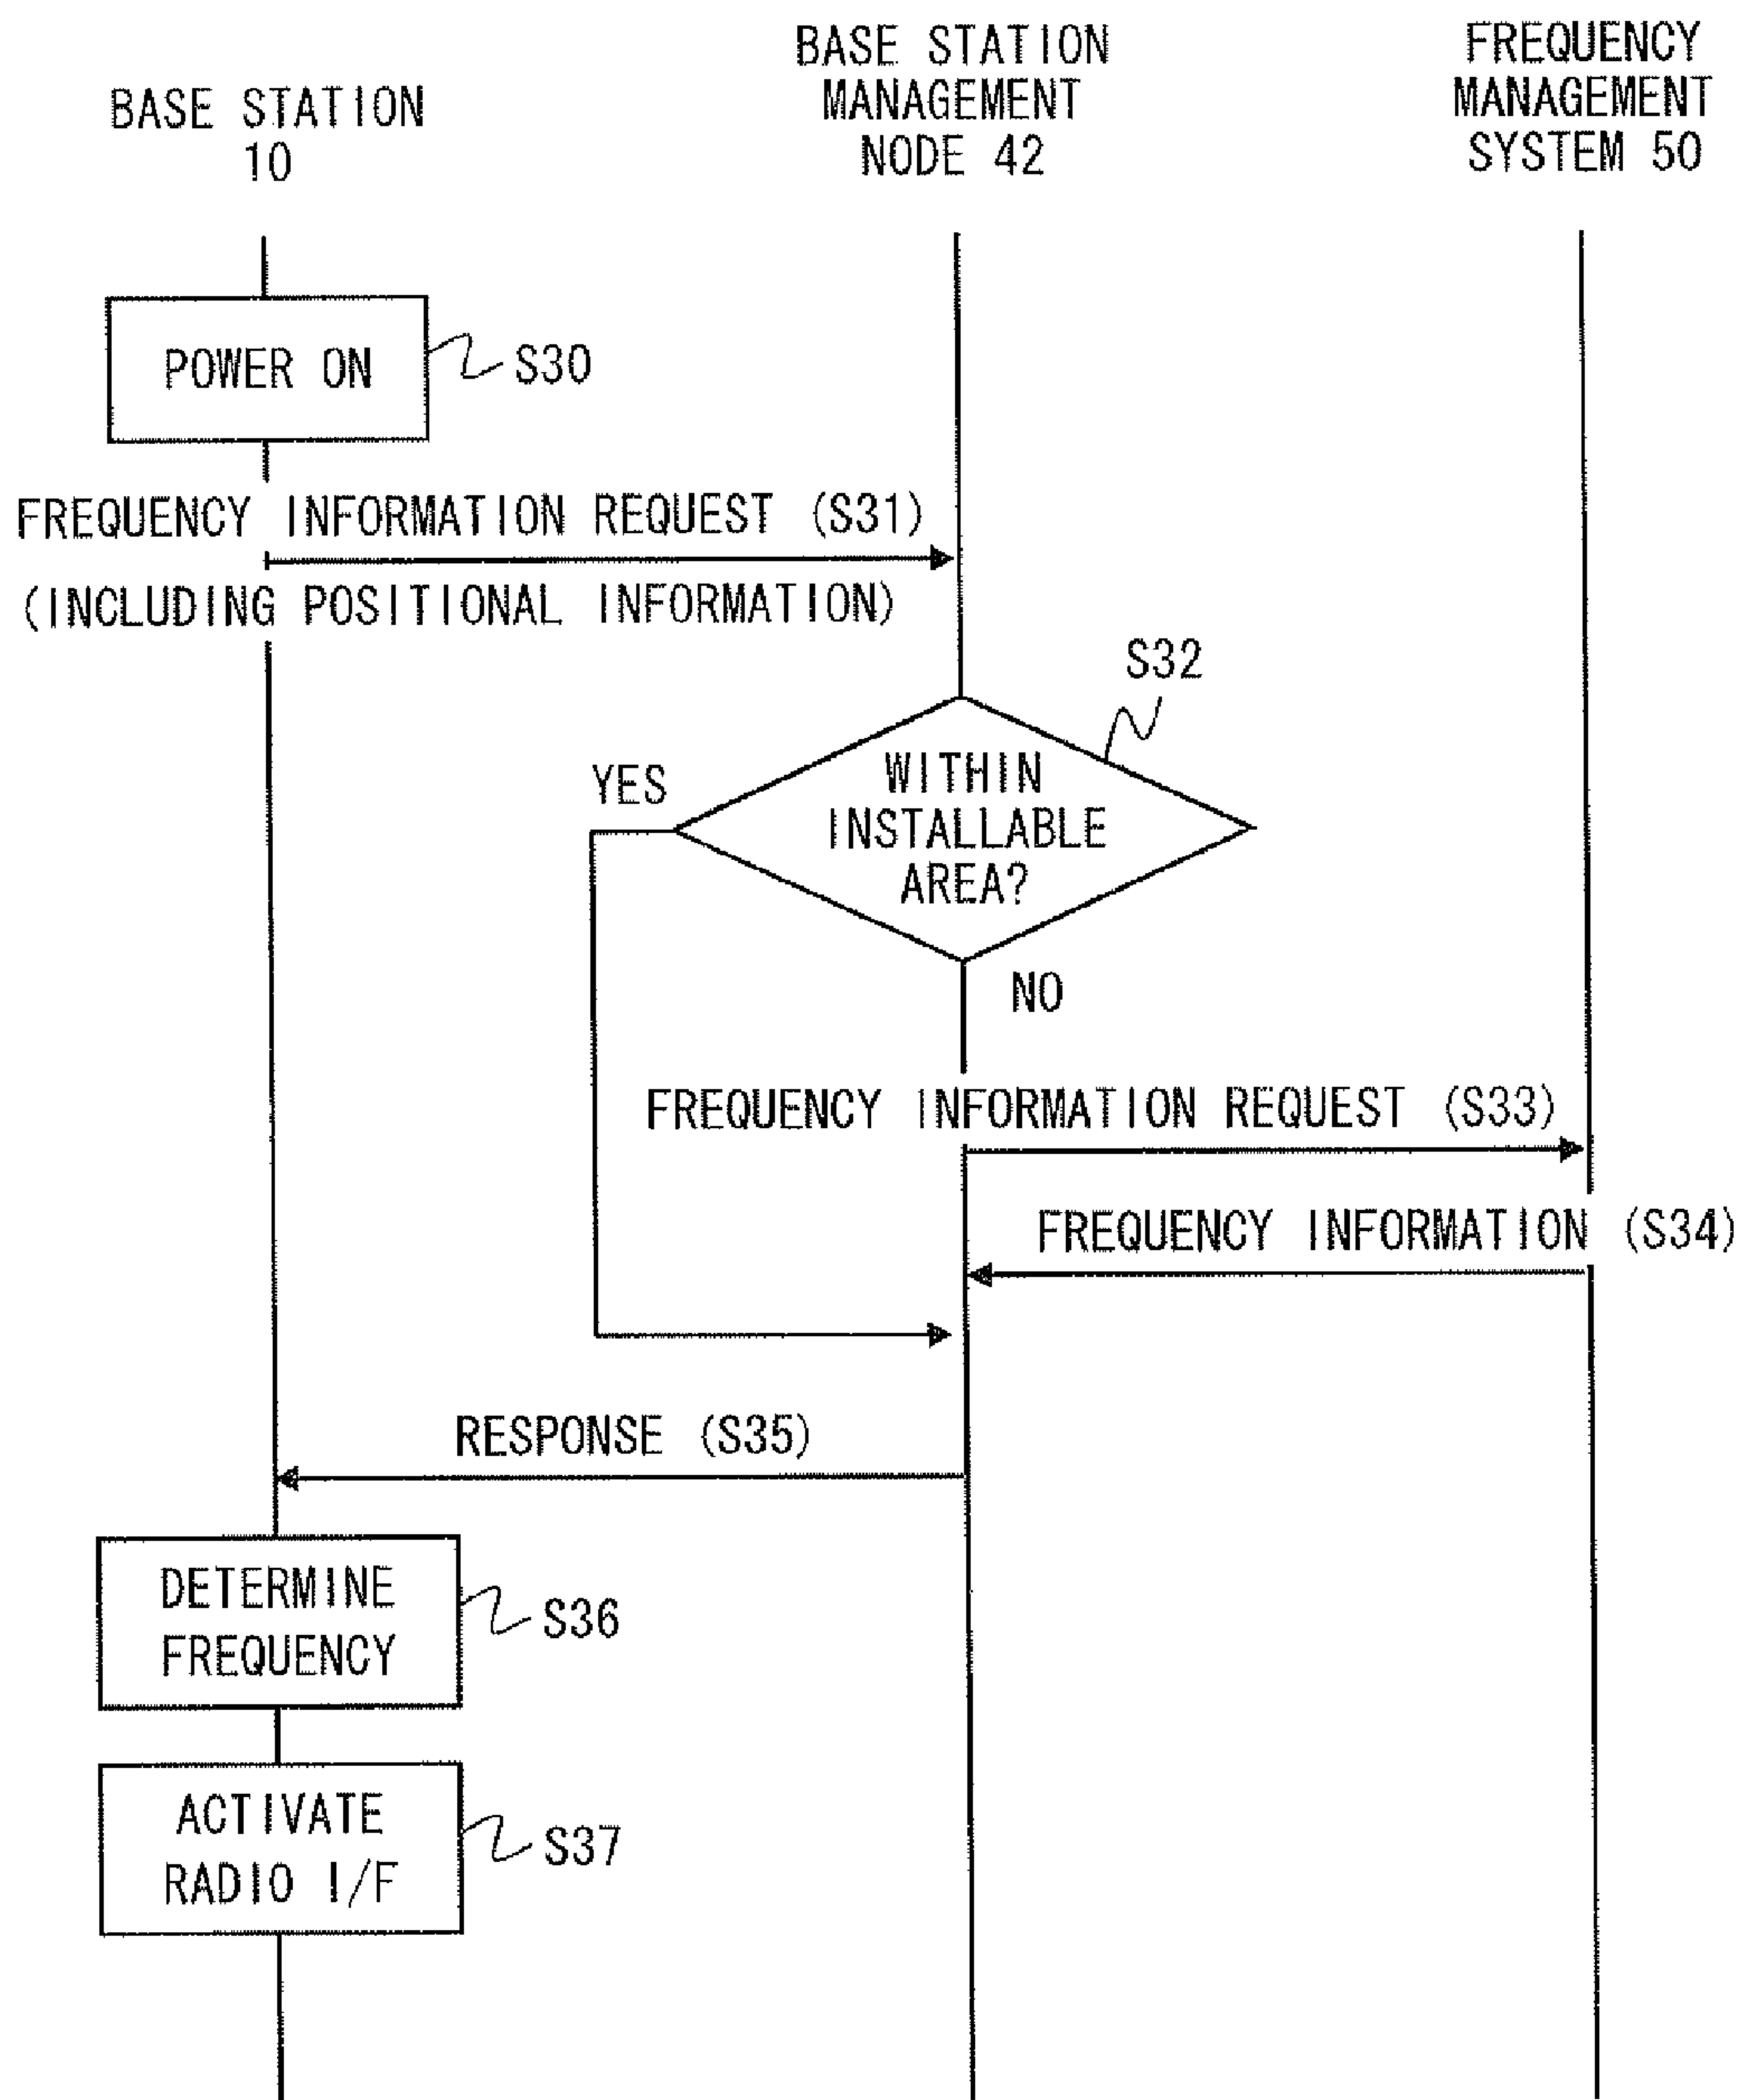 BASE STATION
10
BASE STATION
MANAGEMENT
NODE 42
FREQUENCY
MANAGEMENT
SYSTEM 50
POWER ON
S30
FREQUENCY INFORMATION REQUEST (S31)
(INCLUDING POSITIONAL INFORMATION)
S32
YES
WITHIN
INSTALLABLE
AREA?
NO
FREQUENCY INFORMATION REQUEST (S33)
FREQUENCY INFORMATION (S34)
RESPONSE (S35)
DETERMINE
FREQUENCY
S36
ACTIVATE
RADIO I/F
S37